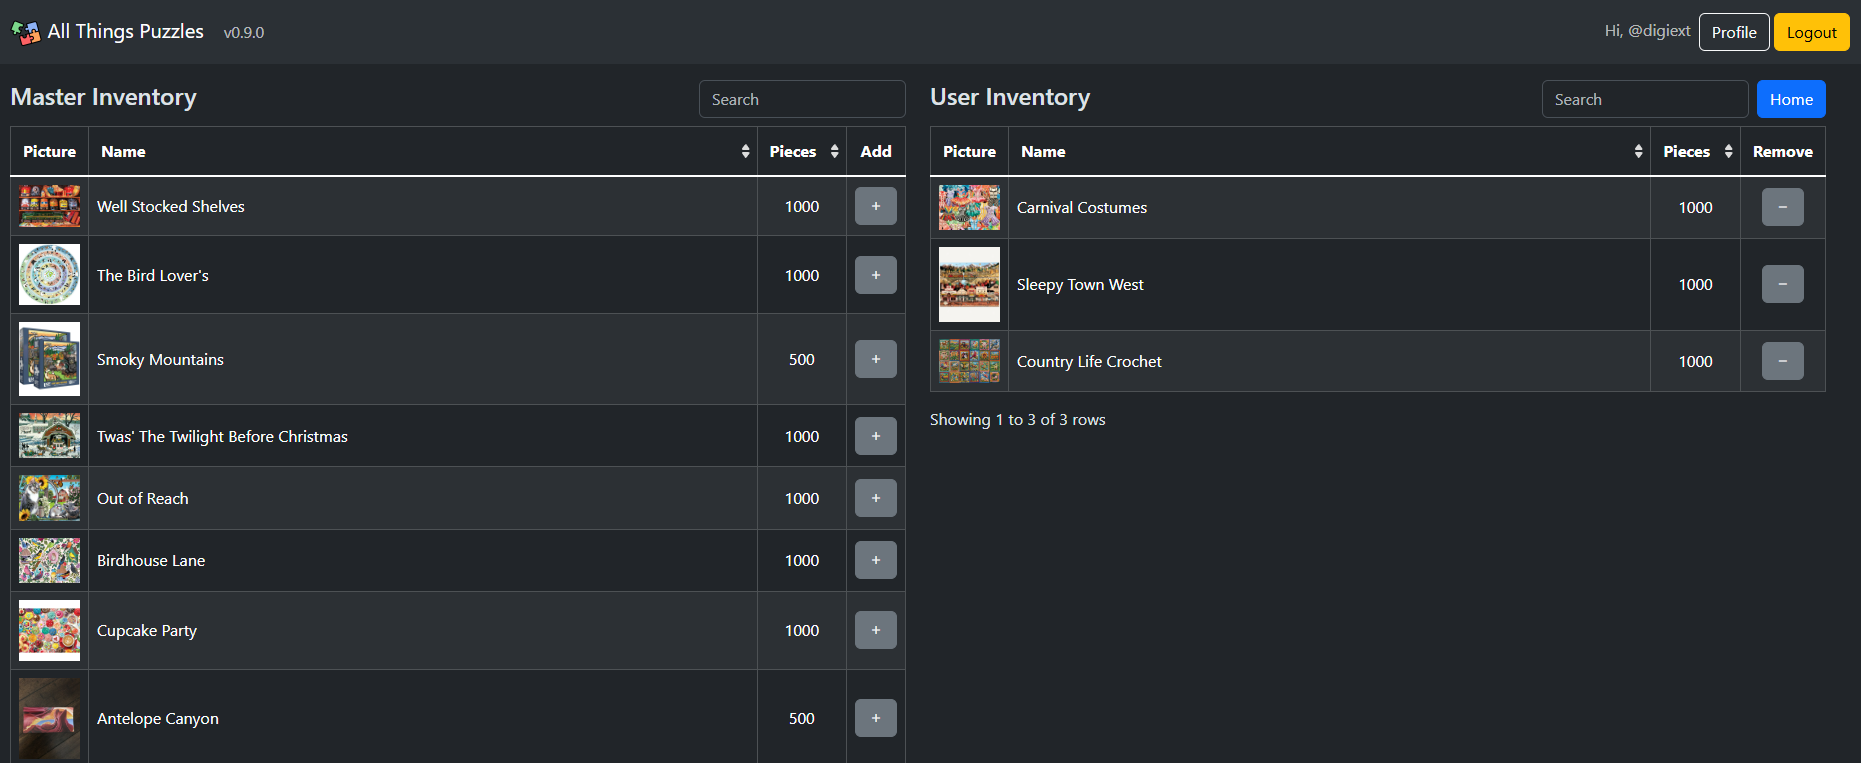 All Things Puzzles v0.9.0 Hi, @digiext Profile Logout
Master Inventory Search
Picture Name Pieces Add
Well Stocked Shelves 1000 +
The Bird Lover's 1000 +
Smoky Mountains 500 +
Twas' The Twilight Before Christmas 1000 +
Out of Reach 1000 +
Birdhouse Lane 1000 +
Cupcake Party 1000 +
Antelope Canyon 500 +
User Inventory Search Home
Picture Name Pieces Remove
Carnival Costumes 1000 −
Sleepy Town West 1000 −
Country Life Crochet 1000 −
Showing 1 to 3 of 3 rows